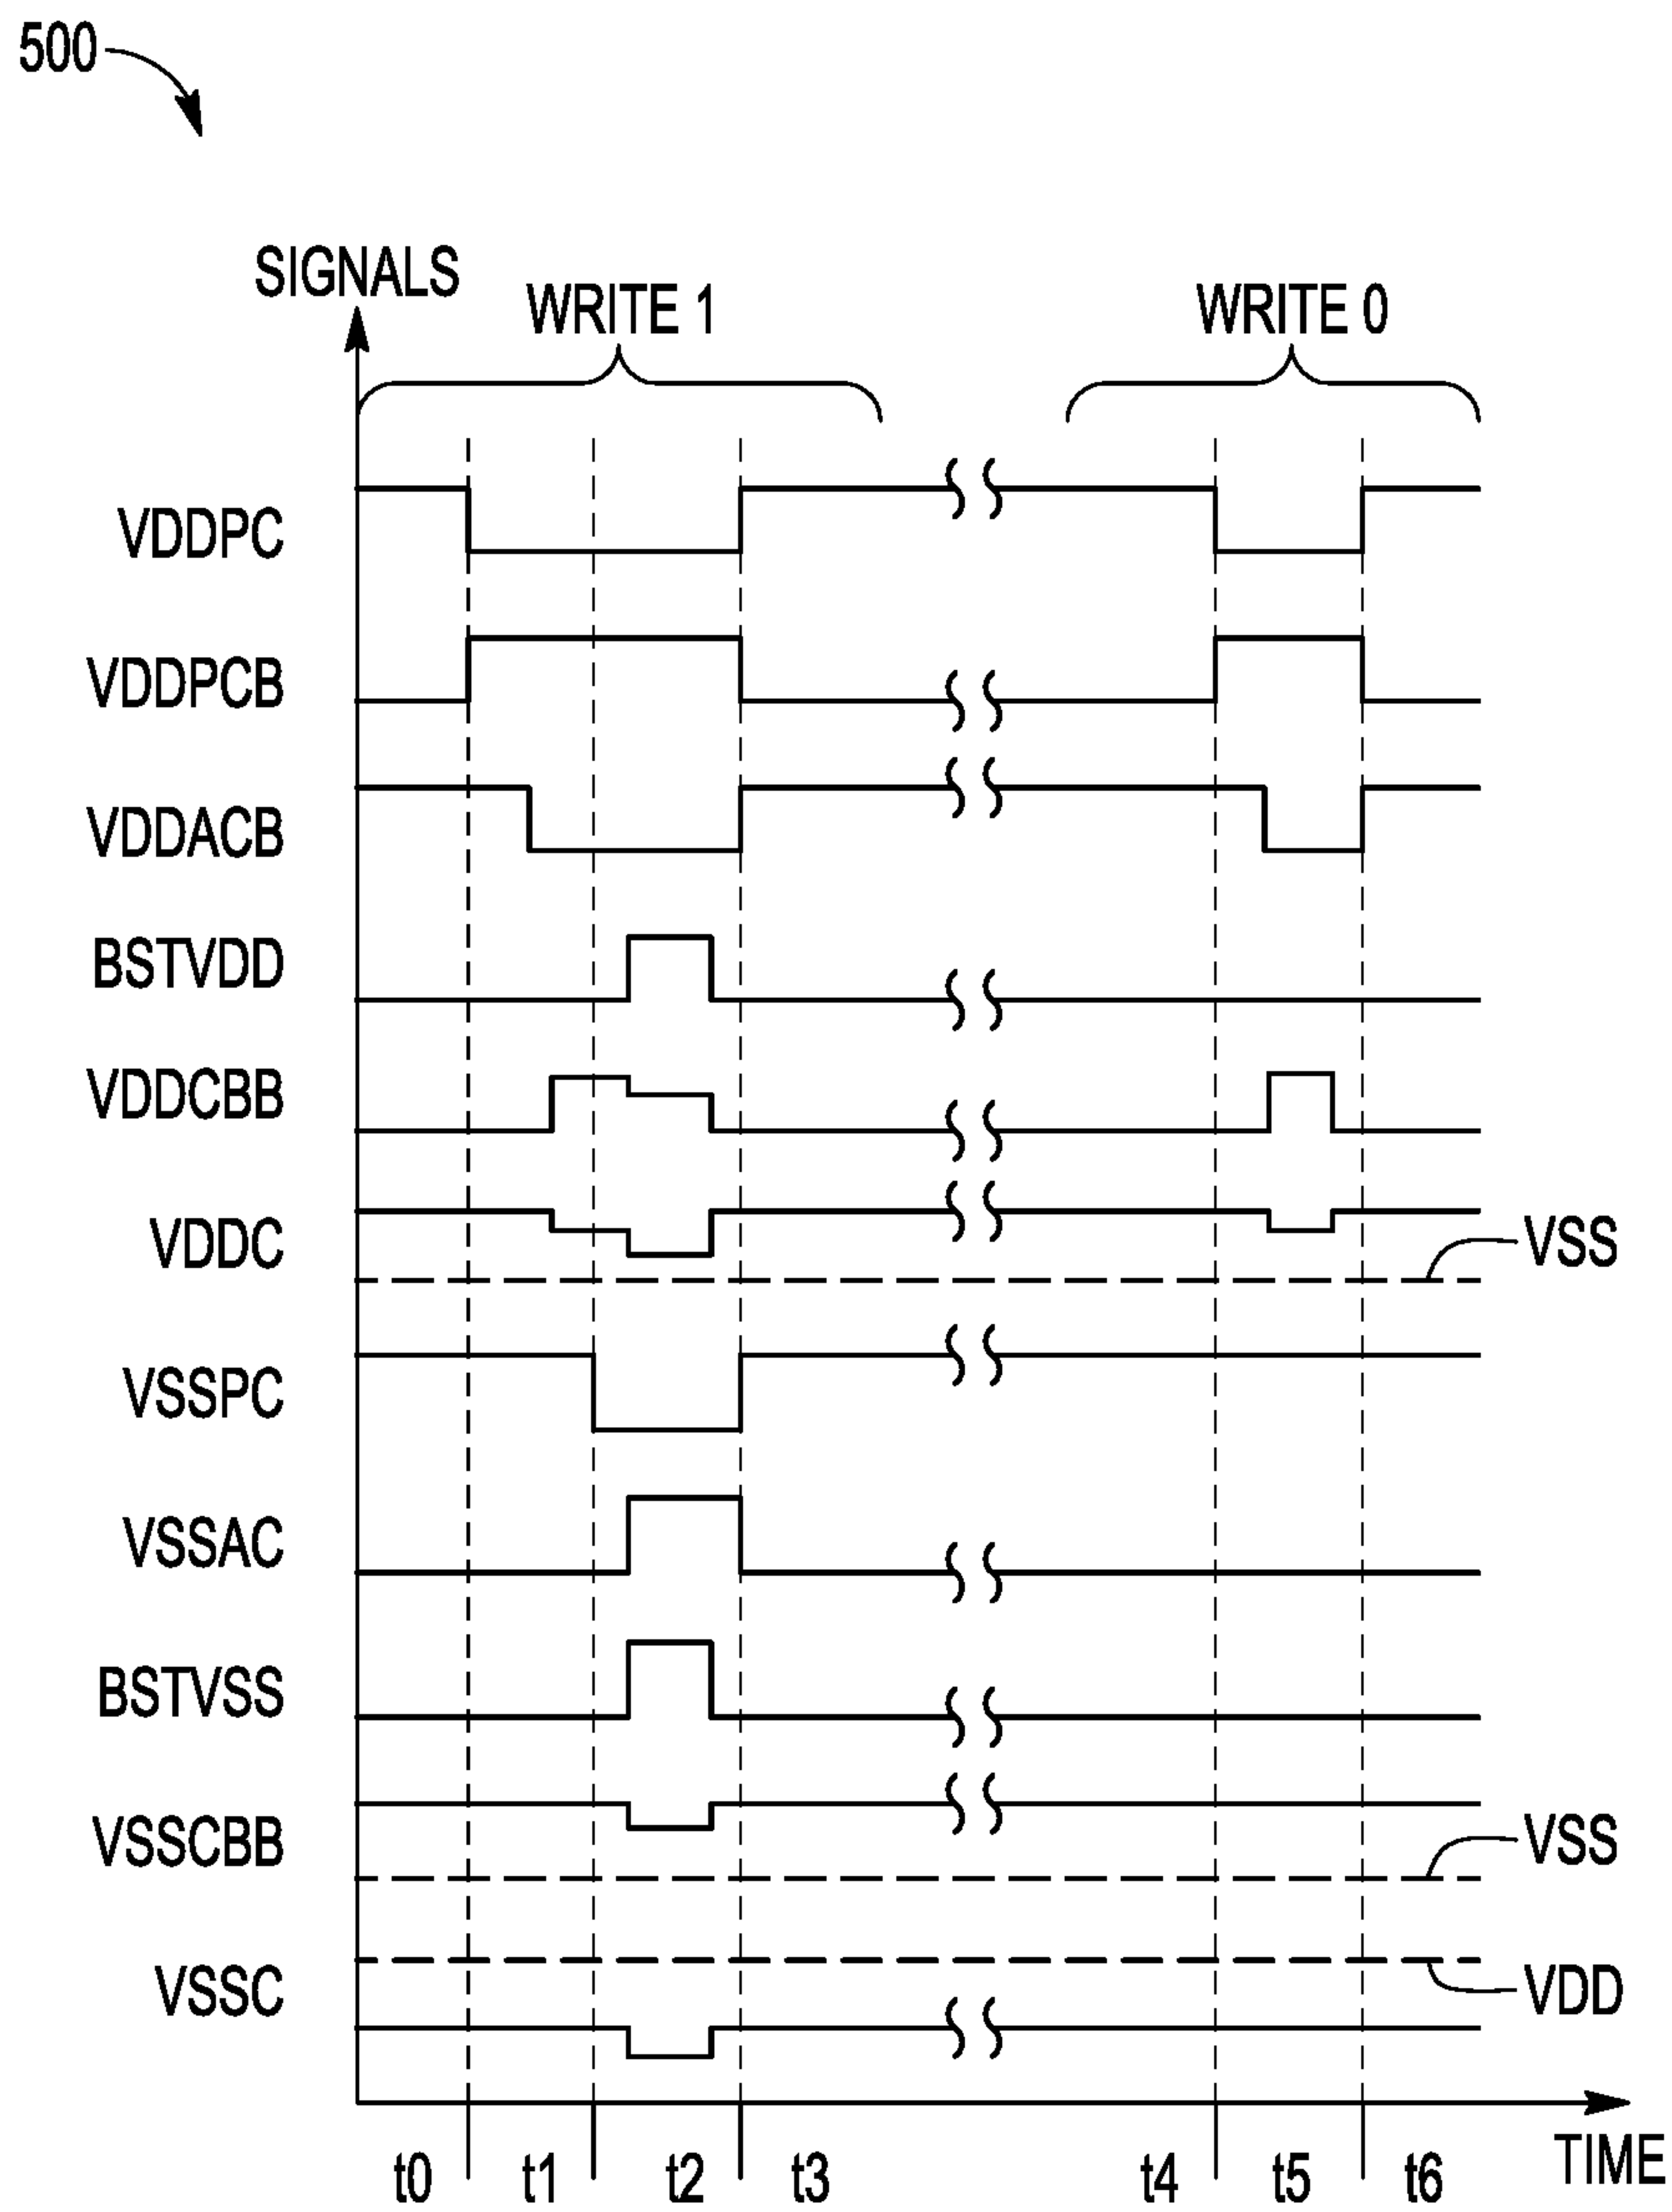 500
SIGNALS
WRITE 1
WRITE 0
VDDPC
VDDPCB
VDDACB
BSTVDD
VDDCBB
VDDC
VSS
VSSPC
VSSAC
BSTVSS
VSSCBB
VSS
VSSC
VDD
TIME
t0 t1 t2 t3 t4 t5 t6